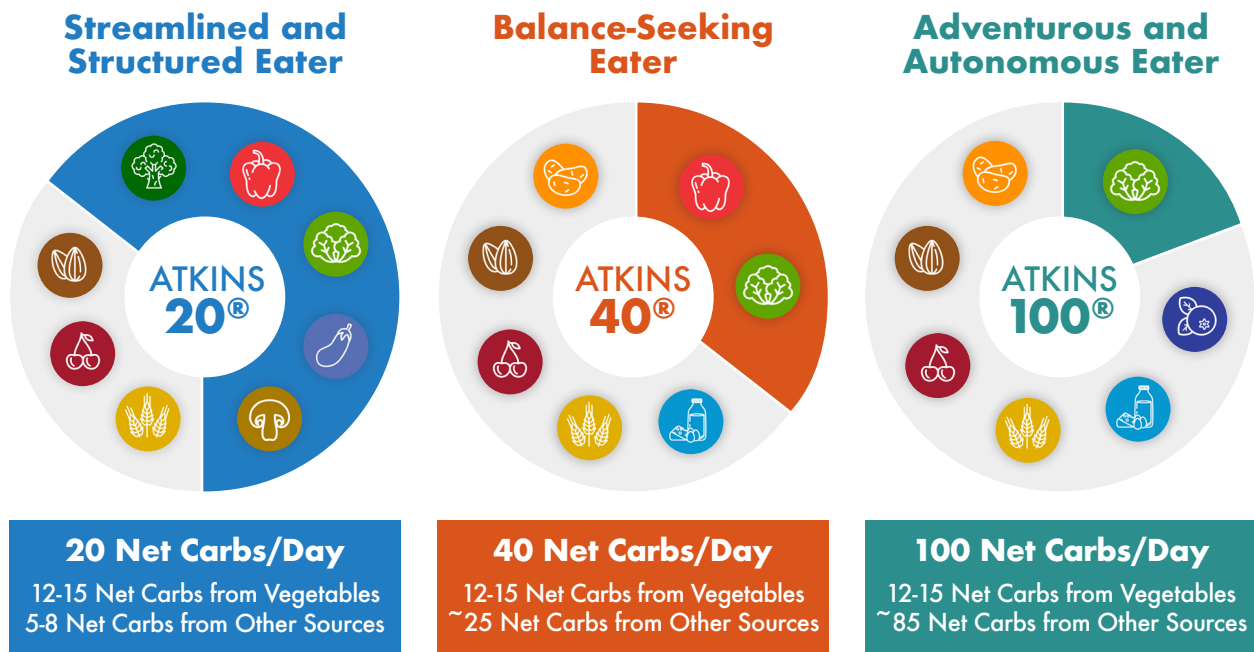 Streamlined and
Structured Eater
ATKINS
20®
20 Net Carbs/Day
12-15 Net Carbs from Vegetables
5-8 Net Carbs from Other Sources
Balance-Seeking
Eater
ATKINS
40®
40 Net Carbs/Day
12-15 Net Carbs from Vegetables
~25 Net Carbs from Other Sources
Adventurous and
Autonomous Eater
ATKINS
100®
100 Net Carbs/Day
12-15 Net Carbs from Vegetables
~85 Net Carbs from Other Sources